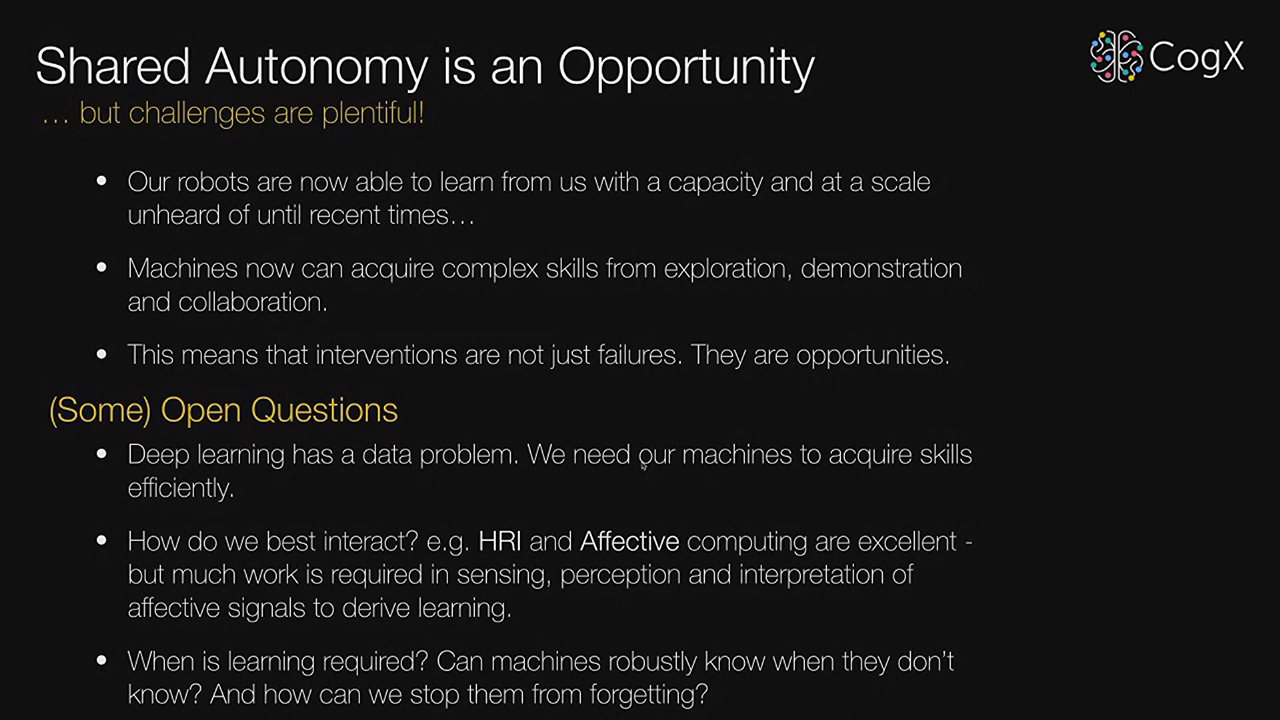 Shared Autonomy is an Opportunity
CogX
… but challenges are plentiful!
• Our robots are now able to learn from us with a capacity and at a scale
unheard of until recent times…
• Machines now can acquire complex skills from exploration, demonstration
and collaboration.
• This means that interventions are not just failures. They are opportunities.
(Some) Open Questions
• Deep learning has a data problem. We need our machines to acquire skills
efficiently.
• How do we best interact? e.g. HRI and Affective computing are excellent -
but much work is required in sensing, perception and interpretation of
affective signals to derive learning.
• When is learning required? Can machines robustly know when they don’t
know? And how can we stop them from forgetting?